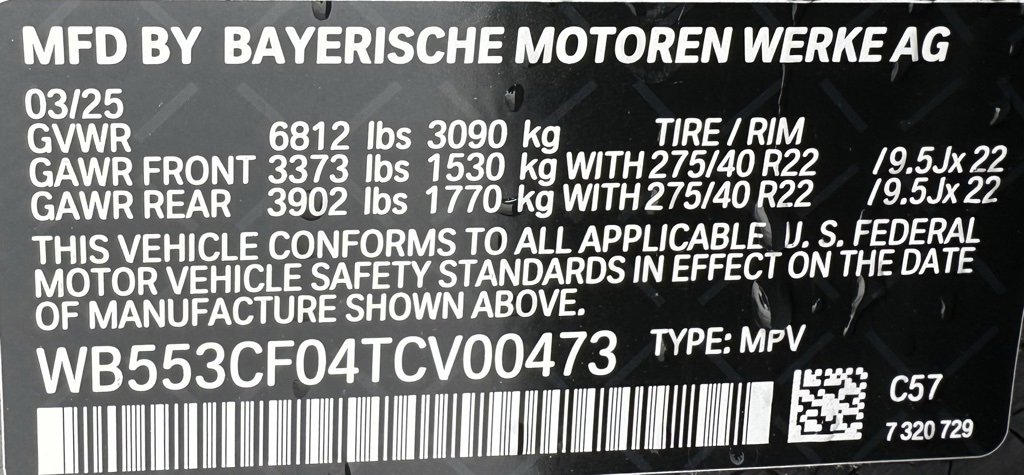 MFD BY BAYERISCHE MOTOREN WERKE AG
03/25
GVWR 6812 lbs 3090 kg TIRE / RIM
GAWR FRONT 3373 lbs 1530 kg WITH 275/40 R22 /9.5Jx 22
GAWR REAR 3902 lbs 1770 kg WITH 275/40 R22 /9.5Jx 22
THIS VEHICLE CONFORMS TO ALL APPLICABLE U. S. FEDERAL
MOTOR VEHICLE SAFETY STANDARDS IN EFFECT ON THE DATE
OF MANUFACTURE SHOWN ABOVE.
WB553CF04TCV00473 TYPE: MPV
C57
7 320 729